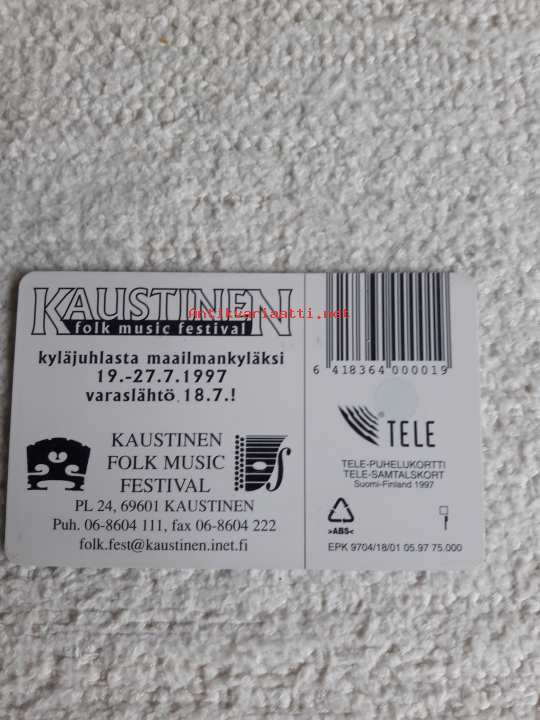 KAUSTINEN
folk music festival
antikvariaatti.net
kyläjuhlasta maailmankyläksi
19.-27.7.1997
varaslähtö 18.7.!
KAUSTINEN
FOLK MUSIC
FESTIVAL
PL 24, 69601 KAUSTINEN
Puh. 06-8604 111, fax 06-8604 222
folk.fest@kaustinen.inet.fi
6 418364 000019
TELE
TELE-PUHELUKORTTI
TELE-SAMTALSKORT
Suomi-Finland 1997
>ABS<
EPK 9704/18/01 05.97 75.000